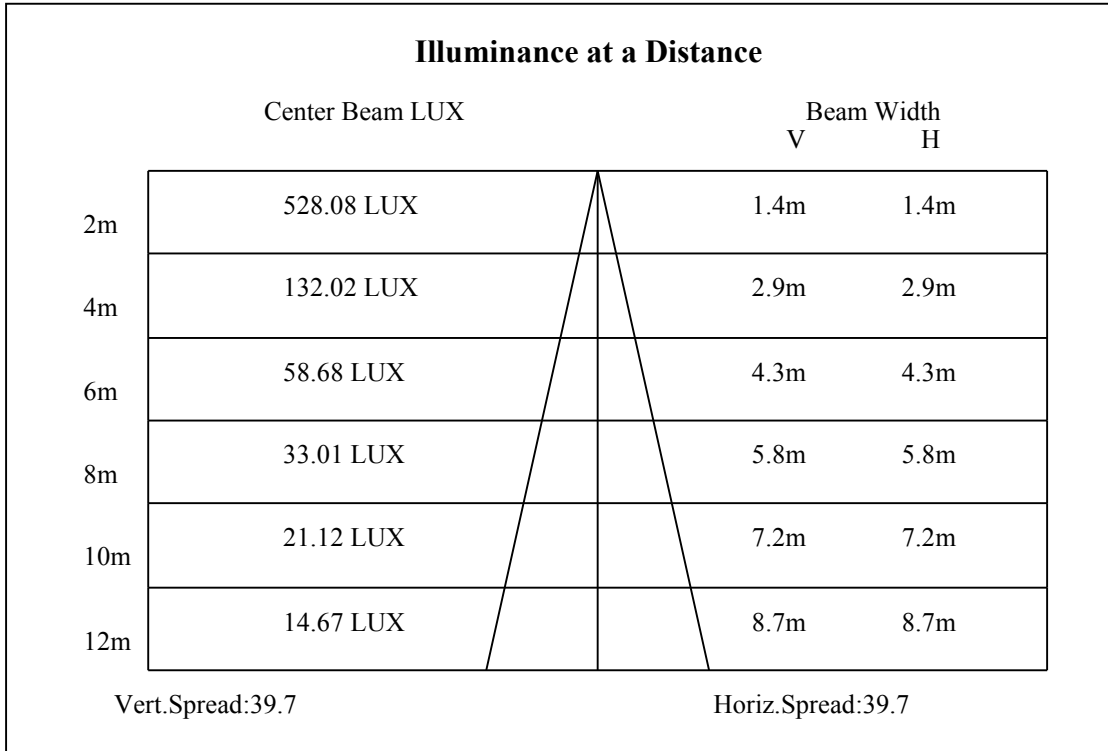 Illuminance at a Distance
Center Beam LUX Beam Width
V H
2m 528.08 LUX 1.4m 1.4m
4m 132.02 LUX 2.9m 2.9m
6m 58.68 LUX 4.3m 4.3m
8m 33.01 LUX 5.8m 5.8m
10m 21.12 LUX 7.2m 7.2m
12m 14.67 LUX 8.7m 8.7m
Vert.Spread:39.7 Horiz.Spread:39.7